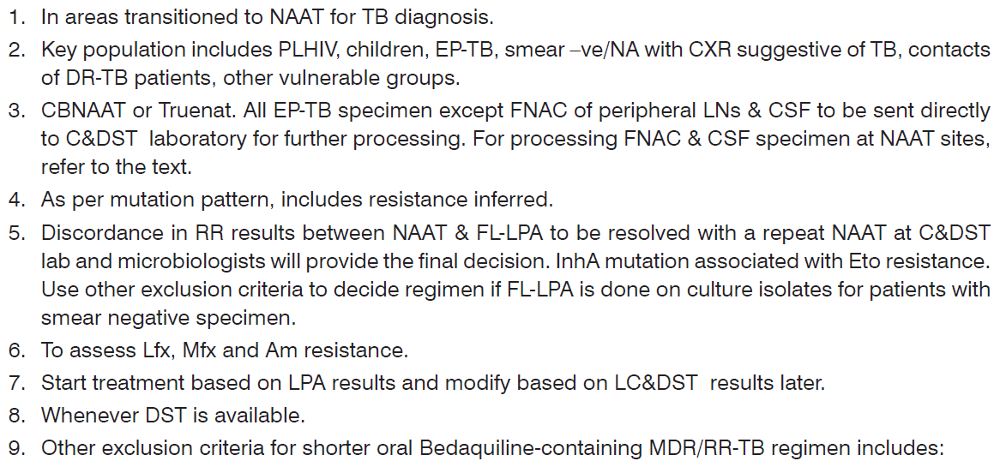 1. In areas transitioned to NAAT for TB diagnosis.
2. Key population includes PLHIV, children, EP-TB, smear –ve/NA with CXR suggestive of TB, contacts
of DR-TB patients, other vulnerable groups.
3. CBNAAT or Truenat. All EP-TB specimen except FNAC of peripheral LNs & CSF to be sent directly
to C&DST laboratory for further processing. For processing FNAC & CSF specimen at NAAT sites,
refer to the text.
4. As per mutation pattern, includes resistance inferred.
5. Discordance in RR results between NAAT & FL-LPA to be resolved with a repeat NAAT at C&DST
lab and microbiologists will provide the final decision. InhA mutation associated with Eto resistance.
Use other exclusion criteria to decide regimen if FL-LPA is done on culture isolates for patients with
smear negative specimen.
6. To assess Lfx, Mfx and Am resistance.
7. Start treatment based on LPA results and modify based on LC&DST results later.
8. Whenever DST is available.
9. Other exclusion criteria for shorter oral Bedaquiline-containing MDR/RR-TB regimen includes: